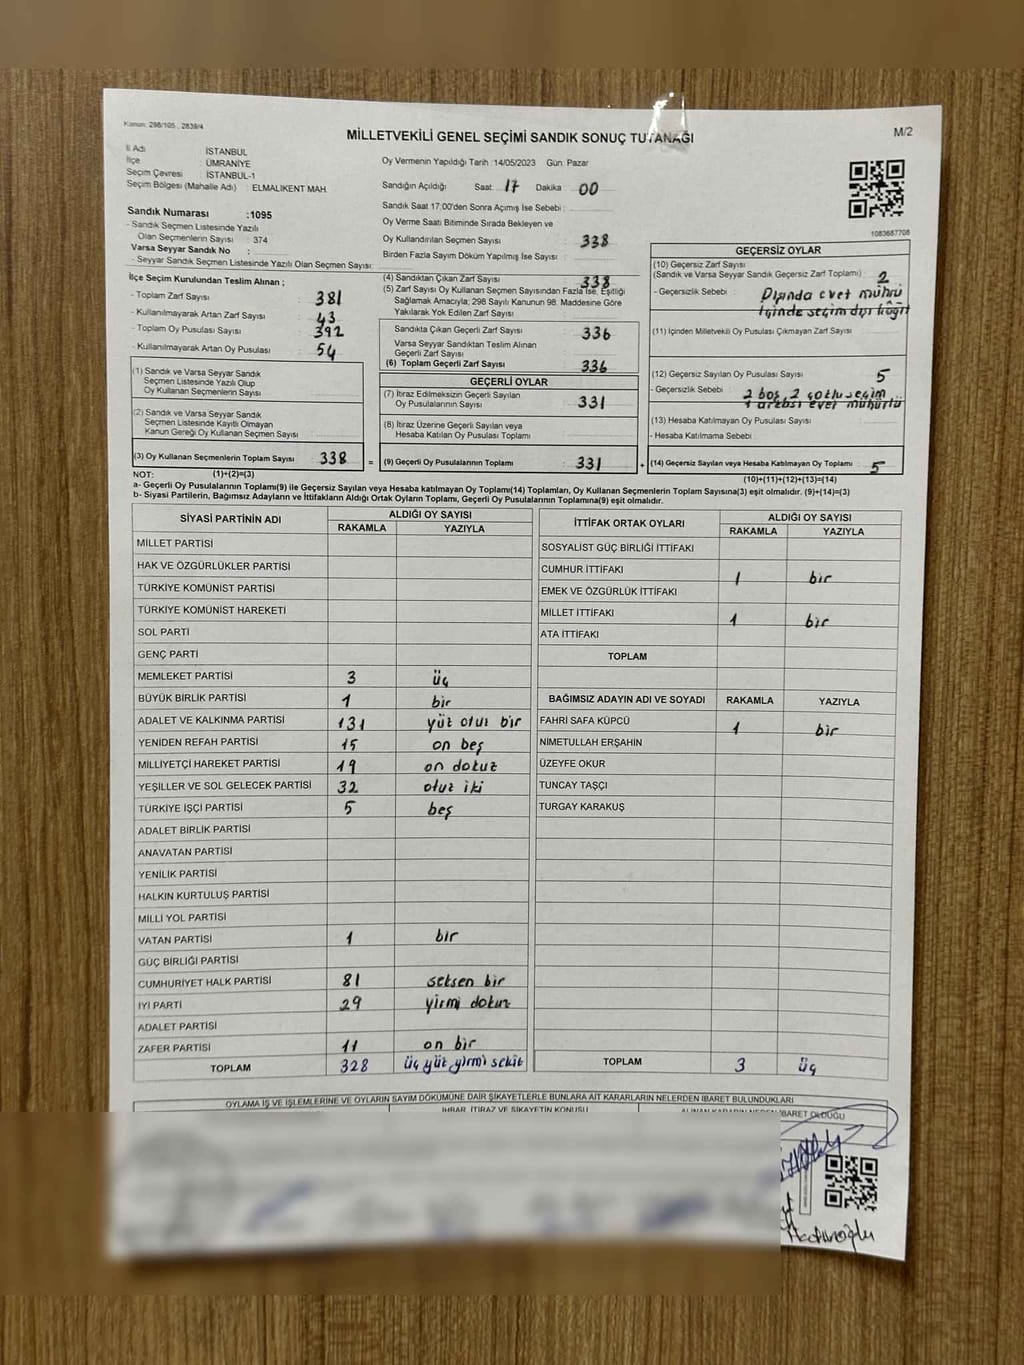 Kanun: 298/105 , 2839/4
MİLLETVEKİLİ GENEL SEÇİMİ SANDIK SONUÇ TUTANAĞI
M/2
İl Adı : İSTANBUL
İlçe : ÜMRANİYE
Seçim Çevresi : İSTANBUL-1
Seçim Bölgesi (Mahalle Adı) : ELMALIKENT MAH.
Oy Vermenin Yapıldığı Tarih :14/05/2023 Gün: Pazar
Sandığın Açıldığı Saat 17 Dakika 00
Sandık Saat 17:00'den Sonra Açılmış İse Sebebi :
Sandık Numarası :1095
- Sandık Seçmen Listesinde Yazılı
Olan Seçmenlerin Sayısı : 374
Varsa Seyyar Sandık No :
- Seyyar Sandık Seçmen Listesinde Yazılı Olan Seçmen Sayısı:
Oy Verme Saati Bitiminde Sırada Bekleyen ve
Oy Kullandırılan Seçmen Sayısı : 338
Birden Fazla Sayım Döküm Yapılmış İse Sayısı :
1083687708
İlçe Seçim Kurulundan Teslim Alınan ;
- Toplam Zarf Sayısı : 381
- Kullanılmayarak Artan Zarf Sayısı : 43
- Toplam Oy Pusulası Sayısı : 392
- Kullanılmayarak Artan Oy Pusulası : 54
(1) Sandık ve Varsa Seyyar Sandık
Seçmen Listesinde Yazılı Olup
Oy Kullanan Seçmenlerin Sayısı :
(2) Sandık ve Varsa Seyyar Sandık
Seçmen Listesinde Kayıtlı Olmayan
Kanun Gereği Oy Kullanan Seçmen Sayısı :
(3) Oy Kullanan Seçmenlerin Toplam Sayısı : 338 =
(4) Sandıktan Çıkan Zarf Sayısı : 338
(5) Zarf Sayısı Oy Kullanan Seçmen Sayısından Fazla İse, Eşitliği
Sağlamak Amacıyla; 298 Sayılı Kanunun 98. Maddesine Göre
Yakılarak Yok Edilen Zarf Sayısı :
Sandıkta Çıkan Geçerli Zarf Sayısı : 336
Varsa Seyyar Sandıktan Teslim Alınan
Geçerli Zarf Sayısı :
(6) Toplam Geçerli Zarf Sayısı : 336
GEÇERLİ OYLAR
(7) İtiraz Edilmeksizin Geçerli Sayılan
Oy Pusulalarının Sayısı : 331
(8) İtiraz Üzerine Geçerli Sayılan veya
Hesaba Katılan Oy Pusulası Toplamı :
(9) Geçerli Oy Pusulalarının Toplamı : 331 +
GEÇERSİZ OYLAR
(10) Geçersiz Zarf Sayısı
(Sandık ve Varsa Seyyar Sandık Geçersiz Zarf Toplamı) : 2
- Geçersizlik Sebebi : Dışında evet mührü
içinde seçim dışı kağıt
(11) İçinden Milletvekili Oy Pusulası Çıkmayan Zarf Sayısı
(12) Geçersiz Sayılan Oy Pusulası Sayısı : 5
- Geçersizlik Sebebi : 2 boş, 2 çoklu seçim
1 arkası evet mühürlü
(13) Hesaba Katılmayan Oy Pusulası Sayısı :
- Hesaba Katılmama Sebebi :
(14) Geçersiz Sayılan veya Hesaba Katılmayan Oy Toplamı : 5
NOT: (1)+(2)=(3)
(10)+(11)+(12)+(13)=(14)
a- Geçerli Oy Pusulalarının Toplamı(9) ile Geçersiz Sayılan veya Hesaba katılmayan Oy Toplamı(14) Toplamları, Oy Kullanan Seçmenlerin Toplam Sayısına(3) eşit olmalıdır. (9)+(14)=(3)
b- Siyasi Partilerin, Bağımsız Adayların ve İttifakların Aldığı Ortak Oyların Toplamı, Geçerli Oy Pusulalarının Toplamına(9) eşit olmalıdır.
SİYASİ PARTİNİN ADI ALDIĞI OY SAYISI
RAKAMLA YAZIYLA
MİLLET PARTİSİ
HAK VE ÖZGÜRLÜKLER PARTİSİ
TÜRKİYE KOMÜNİST PARTİSİ
TÜRKİYE KOMÜNİST HAREKETİ
SOL PARTİ
GENÇ PARTİ
MEMLEKET PARTİSİ 3 üç
BÜYÜK BİRLİK PARTİSİ 1 bir
ADALET VE KALKINMA PARTİSİ 131 yüz otuz bir
YENİDEN REFAH PARTİSİ 15 on beş
MİLLİYETÇİ HAREKET PARTİSİ 19 on dokuz
YEŞİLLER VE SOL GELECEK PARTİSİ 32 otuz iki
TÜRKİYE İŞÇİ PARTİSİ 5 beş
ADALET BİRLİK PARTİSİ
ANAVATAN PARTİSİ
YENİLİK PARTİSİ
HALKIN KURTULUŞ PARTİSİ
MİLLİ YOL PARTİSİ
VATAN PARTİSİ 1 bir
GÜÇ BİRLİĞİ PARTİSİ
CUMHURİYET HALK PARTİSİ 81 seksen bir
İYİ PARTİ 29 yirmi dokuz
ADALET PARTİSİ
ZAFER PARTİSİ 11 on bir
TOPLAM 328 üç yüz yirmi sekiz
İTTİFAK ORTAK OYLARI ALDIĞI OY SAYISI
RAKAMLA YAZIYLA
SOSYALİST GÜÇ BİRLİĞİ İTTİFAKI
CUMHUR İTTİFAKI 1 bir
EMEK VE ÖZGÜRLÜK İTTİFAKI
MİLLET İTTİFAKI 1 bir
ATA İTTİFAKI
TOPLAM
BAĞIMSIZ ADAYIN ADI VE SOYADI RAKAMLA YAZIYLA
FAHRİ SAFA KÜPCÜ 1 bir
NİMETULLAH ERŞAHİN
ÜZEYFE OKUR
TUNCAY TAŞÇI
TURGAY KARAKUŞ
TOPLAM 3 üç
OYLAMA İŞ VE İŞLEMLERİNE VE OYLARIN SAYIM DÖKÜMÜNE DAİR ŞİKAYETLERLE BUNLARA AİT KARARLARIN NELERDEN İBARET BULUNDUKLARI
İHBAR, İTİRAZ VE ŞİKAYETİN KONUSU
ALINAN KARARIN NEDEN İBARET OLDUĞU